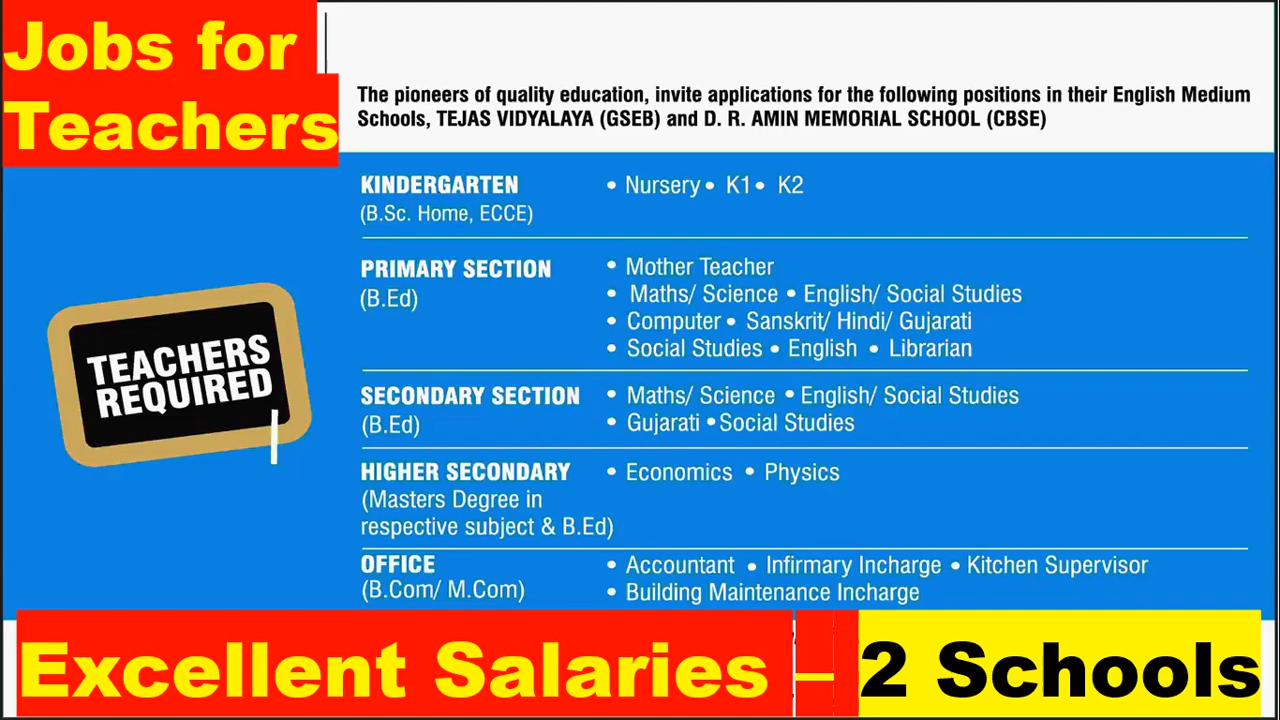 Jobs for
Teachers
The pioneers of quality education, invite applications for the following positions in their English Medium
Schools, TEJAS VIDYALAYA (GSEB) and D. R. AMIN MEMORIAL SCHOOL (CBSE)
TEACHERS
REQUIRED
KINDERGARTEN • Nursery • K1 • K2
(B.Sc. Home, ECCE)
PRIMARY SECTION • Mother Teacher
(B.Ed) • Maths/ Science • English/ Social Studies
• Computer • Sanskrit/ Hindi/ Gujarati
• Social Studies • English • Librarian
SECONDARY SECTION • Maths/ Science • English/ Social Studies
(B.Ed) • Gujarati • Social Studies
HIGHER SECONDARY • Economics • Physics
(Masters Degree in
respective subject & B.Ed)
OFFICE • Accountant • Infirmary Incharge • Kitchen Supervisor
(B.Com/ M.Com) • Building Maintenance Incharge
Excellent Salaries – 2 Schools